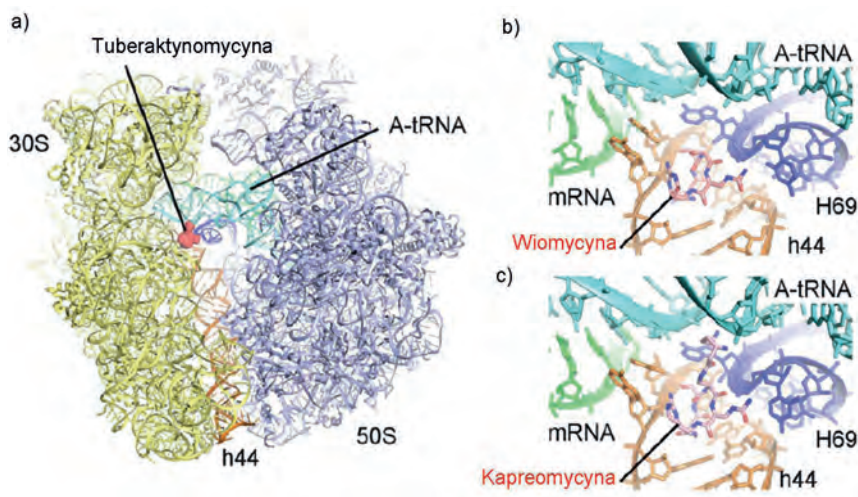 a)
Tuberaktynomycyna
A-tRNA
30S
50S
h44
b)
A-tRNA
mRNA
H69
Wiomycyna
h44
c)
A-tRNA
mRNA
H69
Kapreomycyna
h44